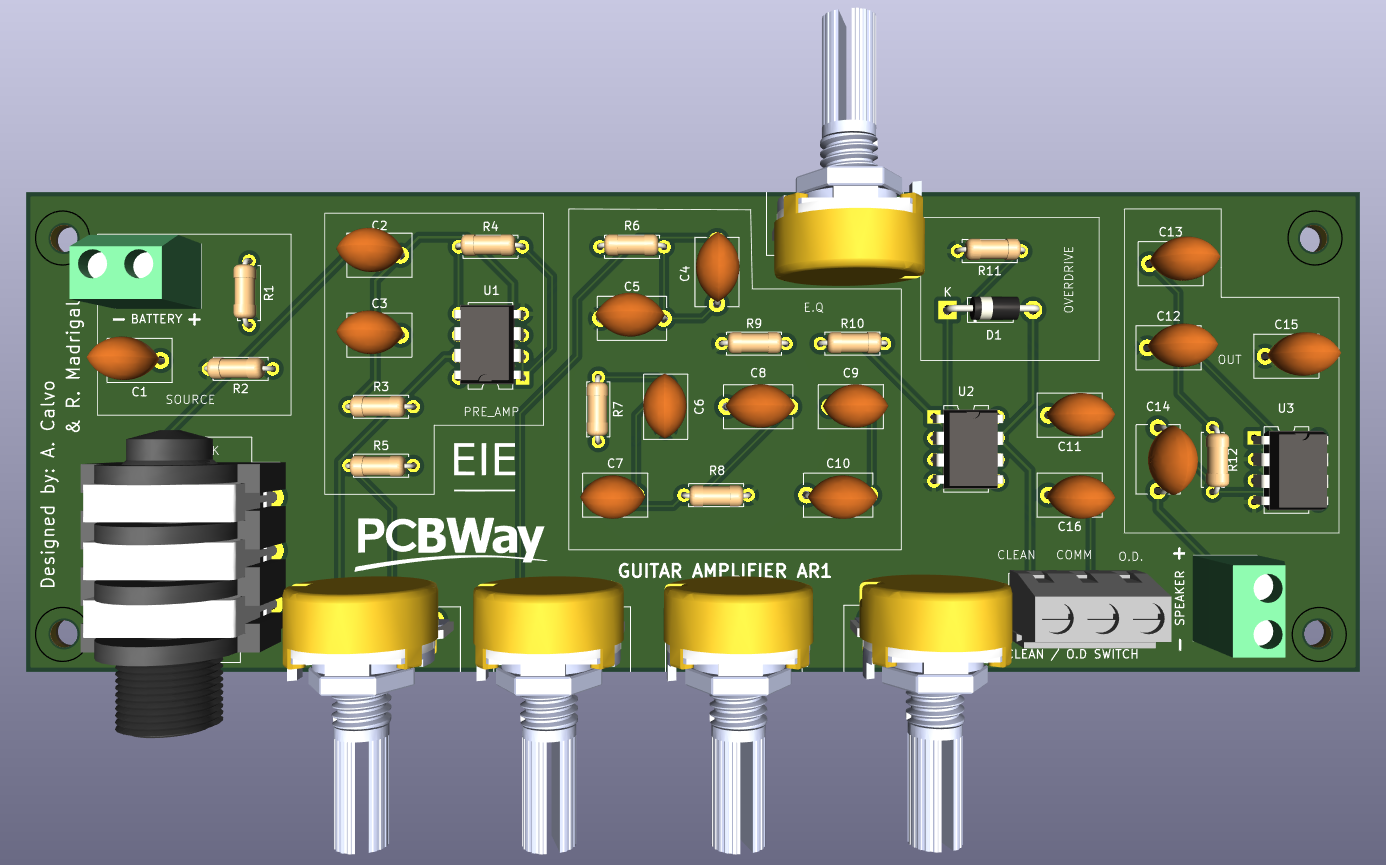 Designed by: A. Calvo
& R. Madrigal
− BATTERY +
R1
C1
R2
SOURCE
K
C2
R4
C3
U1
R3
PRE_AMP
R5
EIE
PCBWay
R6
C4
C5
E.Q
R9
R10
R7
C6
C8
C9
C7
R8
C10
GUITAR AMPLIFIER AR1
R11
K
D1
OVERDRIVE
U2
C11
C16
CLEAN COMM O.D.
CLEAN / O.D SWITCH
C13
C12
C15
OUT
C14
R12
U3
− SPEAKER +